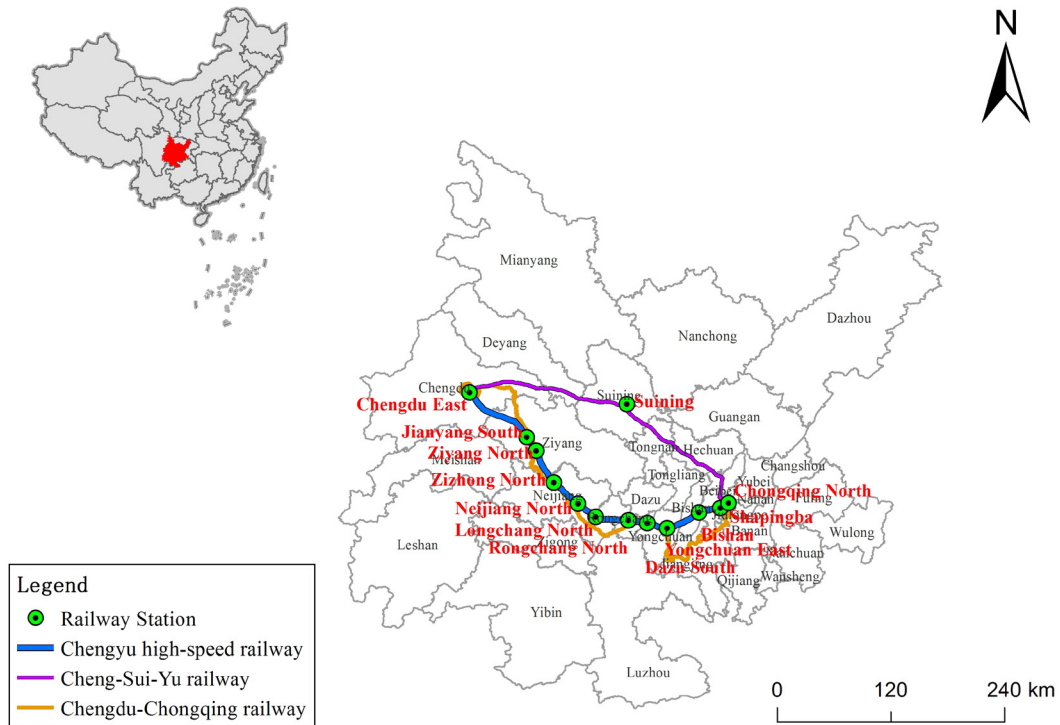 N
Mianyang
Dazhou
Nanchong
Deyang
Chengdu
Suining
Suining
Chengdu East
Guangan
Jianyang South
Ziyang
Tongnan
Hechuan
Ziyang North
Meishan
Changshou
Tongliang
Zizhong North
Yubei
Beibei
Chongqing North
Neijiang
Dazu
Nanan
Fuling
Neijiang North
Bishan
Shapingba
Longchang North
Yongchuan
Bishan
Banan
Wulong
Rongchang North
Zigong
Yongchuan East
Leshan
Dazu South
Qijiang
Wansheng
Yibin
Luzhou
Legend
Railway Station
Chengyu high-speed railway
Cheng-Sui-Yu railway
Chengdu-Chongqing railway
0 120 240 km